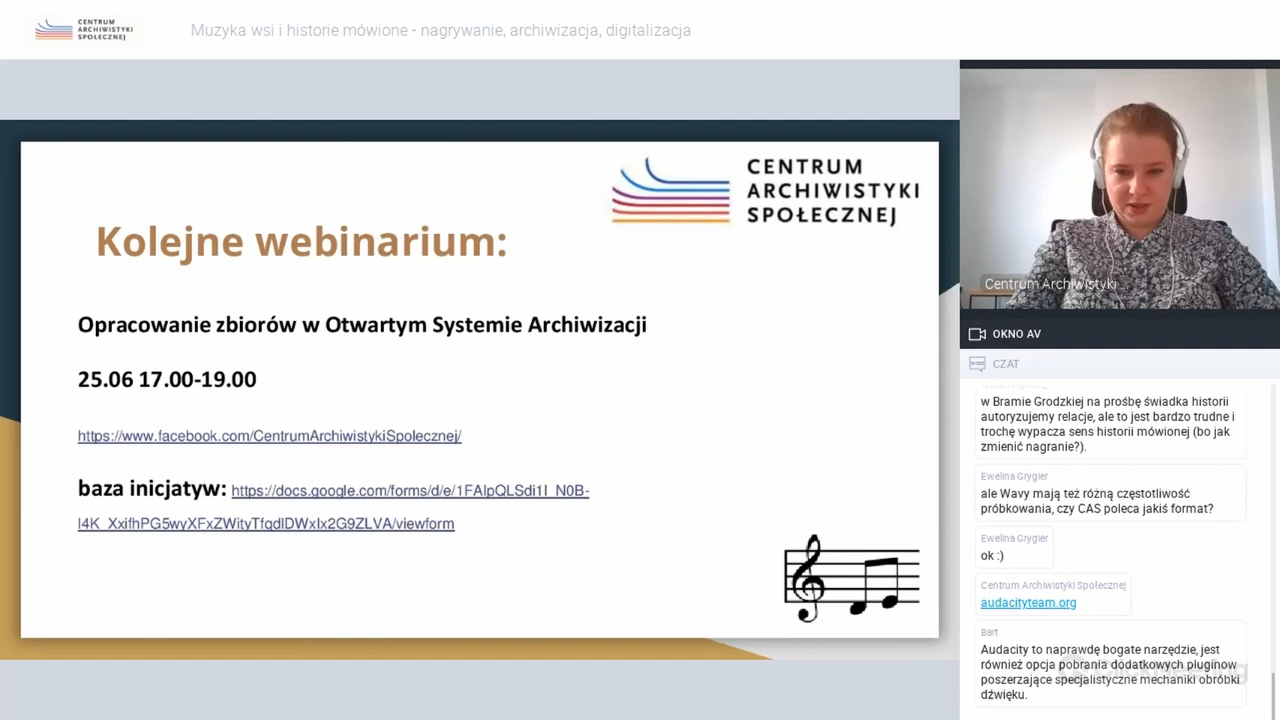 CENTRUM
ARCHIWISTYKI
SPOŁECZNEJ
Muzyka wsi i historie mówione - nagrywanie, archiwizacja, digitalizacja
CENTRUM
ARCHIWISTYKI
SPOŁECZNEJ
Kolejne webinarium:
Opracowanie zbiorów w Otwartym Systemie Archiwizacji
25.06 17.00-19.00
https://www.facebook.com/CentrumArchiwistykiSpolecznej/
baza inicjatyw: https://docs.google.com/forms/d/e/1FAIpQLSdi1I_N0B-
l4K_XxifhPG5wyXFxZWityTfgdlDWxIx2G9ZLVA/viewform
Centrum Archiwistyki...
OKNO AV
CZAT
w Bramie Grodzkiej na prośbę świadka historii
autoryzujemy relacje, ale to jest bardzo trudne i
trochę wypacza sens historii mówionej (bo jak
zmienić nagranie?).
Ewelina Grygier
ale Wavy mają też różną częstotliwość
próbkowania, czy CAS poleca jakiś format?
Ewelina Grygier
ok :)
Centrum Archiwistyki Społecznej
audacityteam.org
Bart
Audacity to naprawdę bogate narzędzie, jest
również opcja pobrania dodatkowych pluginow
poszerzające specjalistyczne mechaniki obróbki
dźwięku.